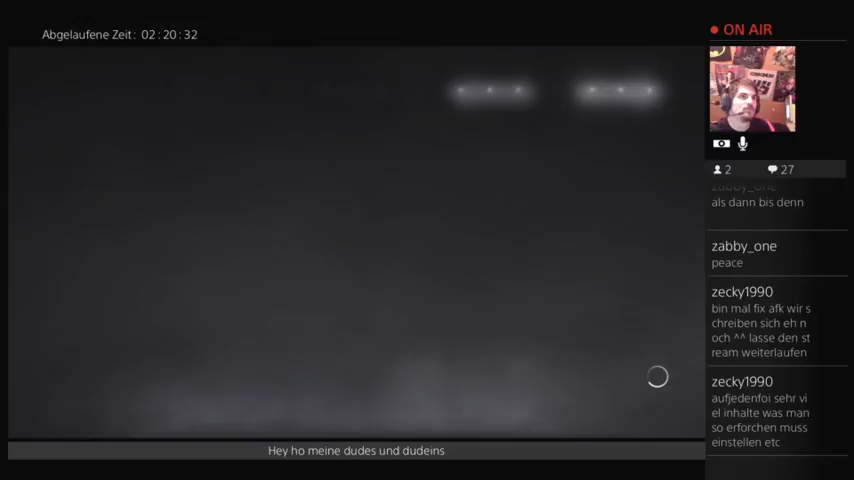 Abgelaufene Zeit: 02:20:32
ON AIR
2
27
zabby_one
als dann bis denn
zabby_one
peace
zecky1990
bin mal fix afk wir s
chreiben sich eh n
och ^^ lasse den st
ream weiterlaufen
zecky1990
aufjedenfoi sehr vi
el inhalte was man
so erforchen muss
einstellen etc
Hey ho meine dudes und dudeins